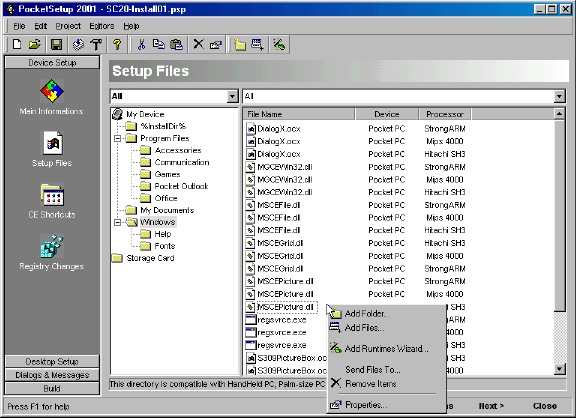 PocketSetup 2001 - SC20-Install01.psp
File Edit Project Editors Help
Device Setup
Main Informations
Setup Files
CE Shortcuts
Registry Changes
Desktop Setup
Dialogs & Messages
Build
Setup Files
All
All
My Device
%InstallDir%
Program Files
Accessories
Communication
Games
Pocket Outlook
Office
My Documents
Windows
Help
Fonts
Storage Card
File Name Device Processor
DialogX.ocx Pocket PC StrongARM
DialogX.ocx Pocket PC Mips 4000
DialogX.ocx Pocket PC Hitachi SH3
MGCEWin32.dll Pocket PC StrongARM
MGCEWin32.dll Pocket PC Mips 4000
MGCEWin32.dll Pocket PC Hitachi SH3
MSCEFile.dll Pocket PC StrongARM
MSCEFile.dll Pocket PC Mips 4000
MSCEFile.dll Pocket PC Hitachi SH3
MSCEGrid.dll Pocket PC StrongARM
MSCEGrid.dll Pocket PC Mips 4000
MSCEGrid.dll Pocket PC Hitachi SH3
MSCEPicture.dll Pocket PC StrongARM
MSCEPicture.dll Pocket PC Mips 4000
MSCEPicture.dll
regsvrce.exe
regsvrce.exe
regsvrce.exe
S309PictureBox.oc
Add Folder...
Add Files...
Add Runtimes Wizard...
Send Files To...
Remove Items
Properties...
This directory is compatible with HandHeld PC, Palm-size PC
Press F1 for help
Next > Close